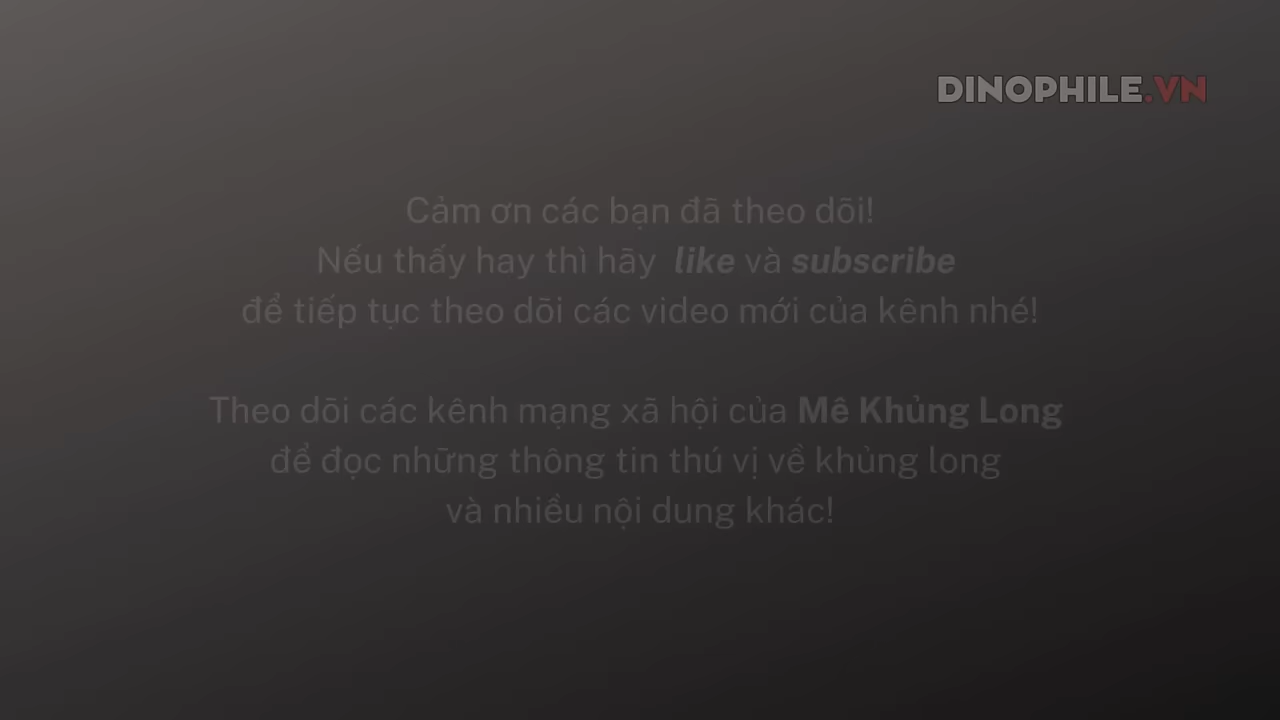 DINOPHILE.VN
Cảm ơn các bạn đã theo dõi!
Nếu thấy hay thì hãy like và subscribe
để tiếp tục theo dõi các video mới của kênh nhé!
Theo dõi các kênh mạng xã hội của Mê Khủng Long
để đọc những thông tin thú vị về khủng long
và nhiều nội dung khác!